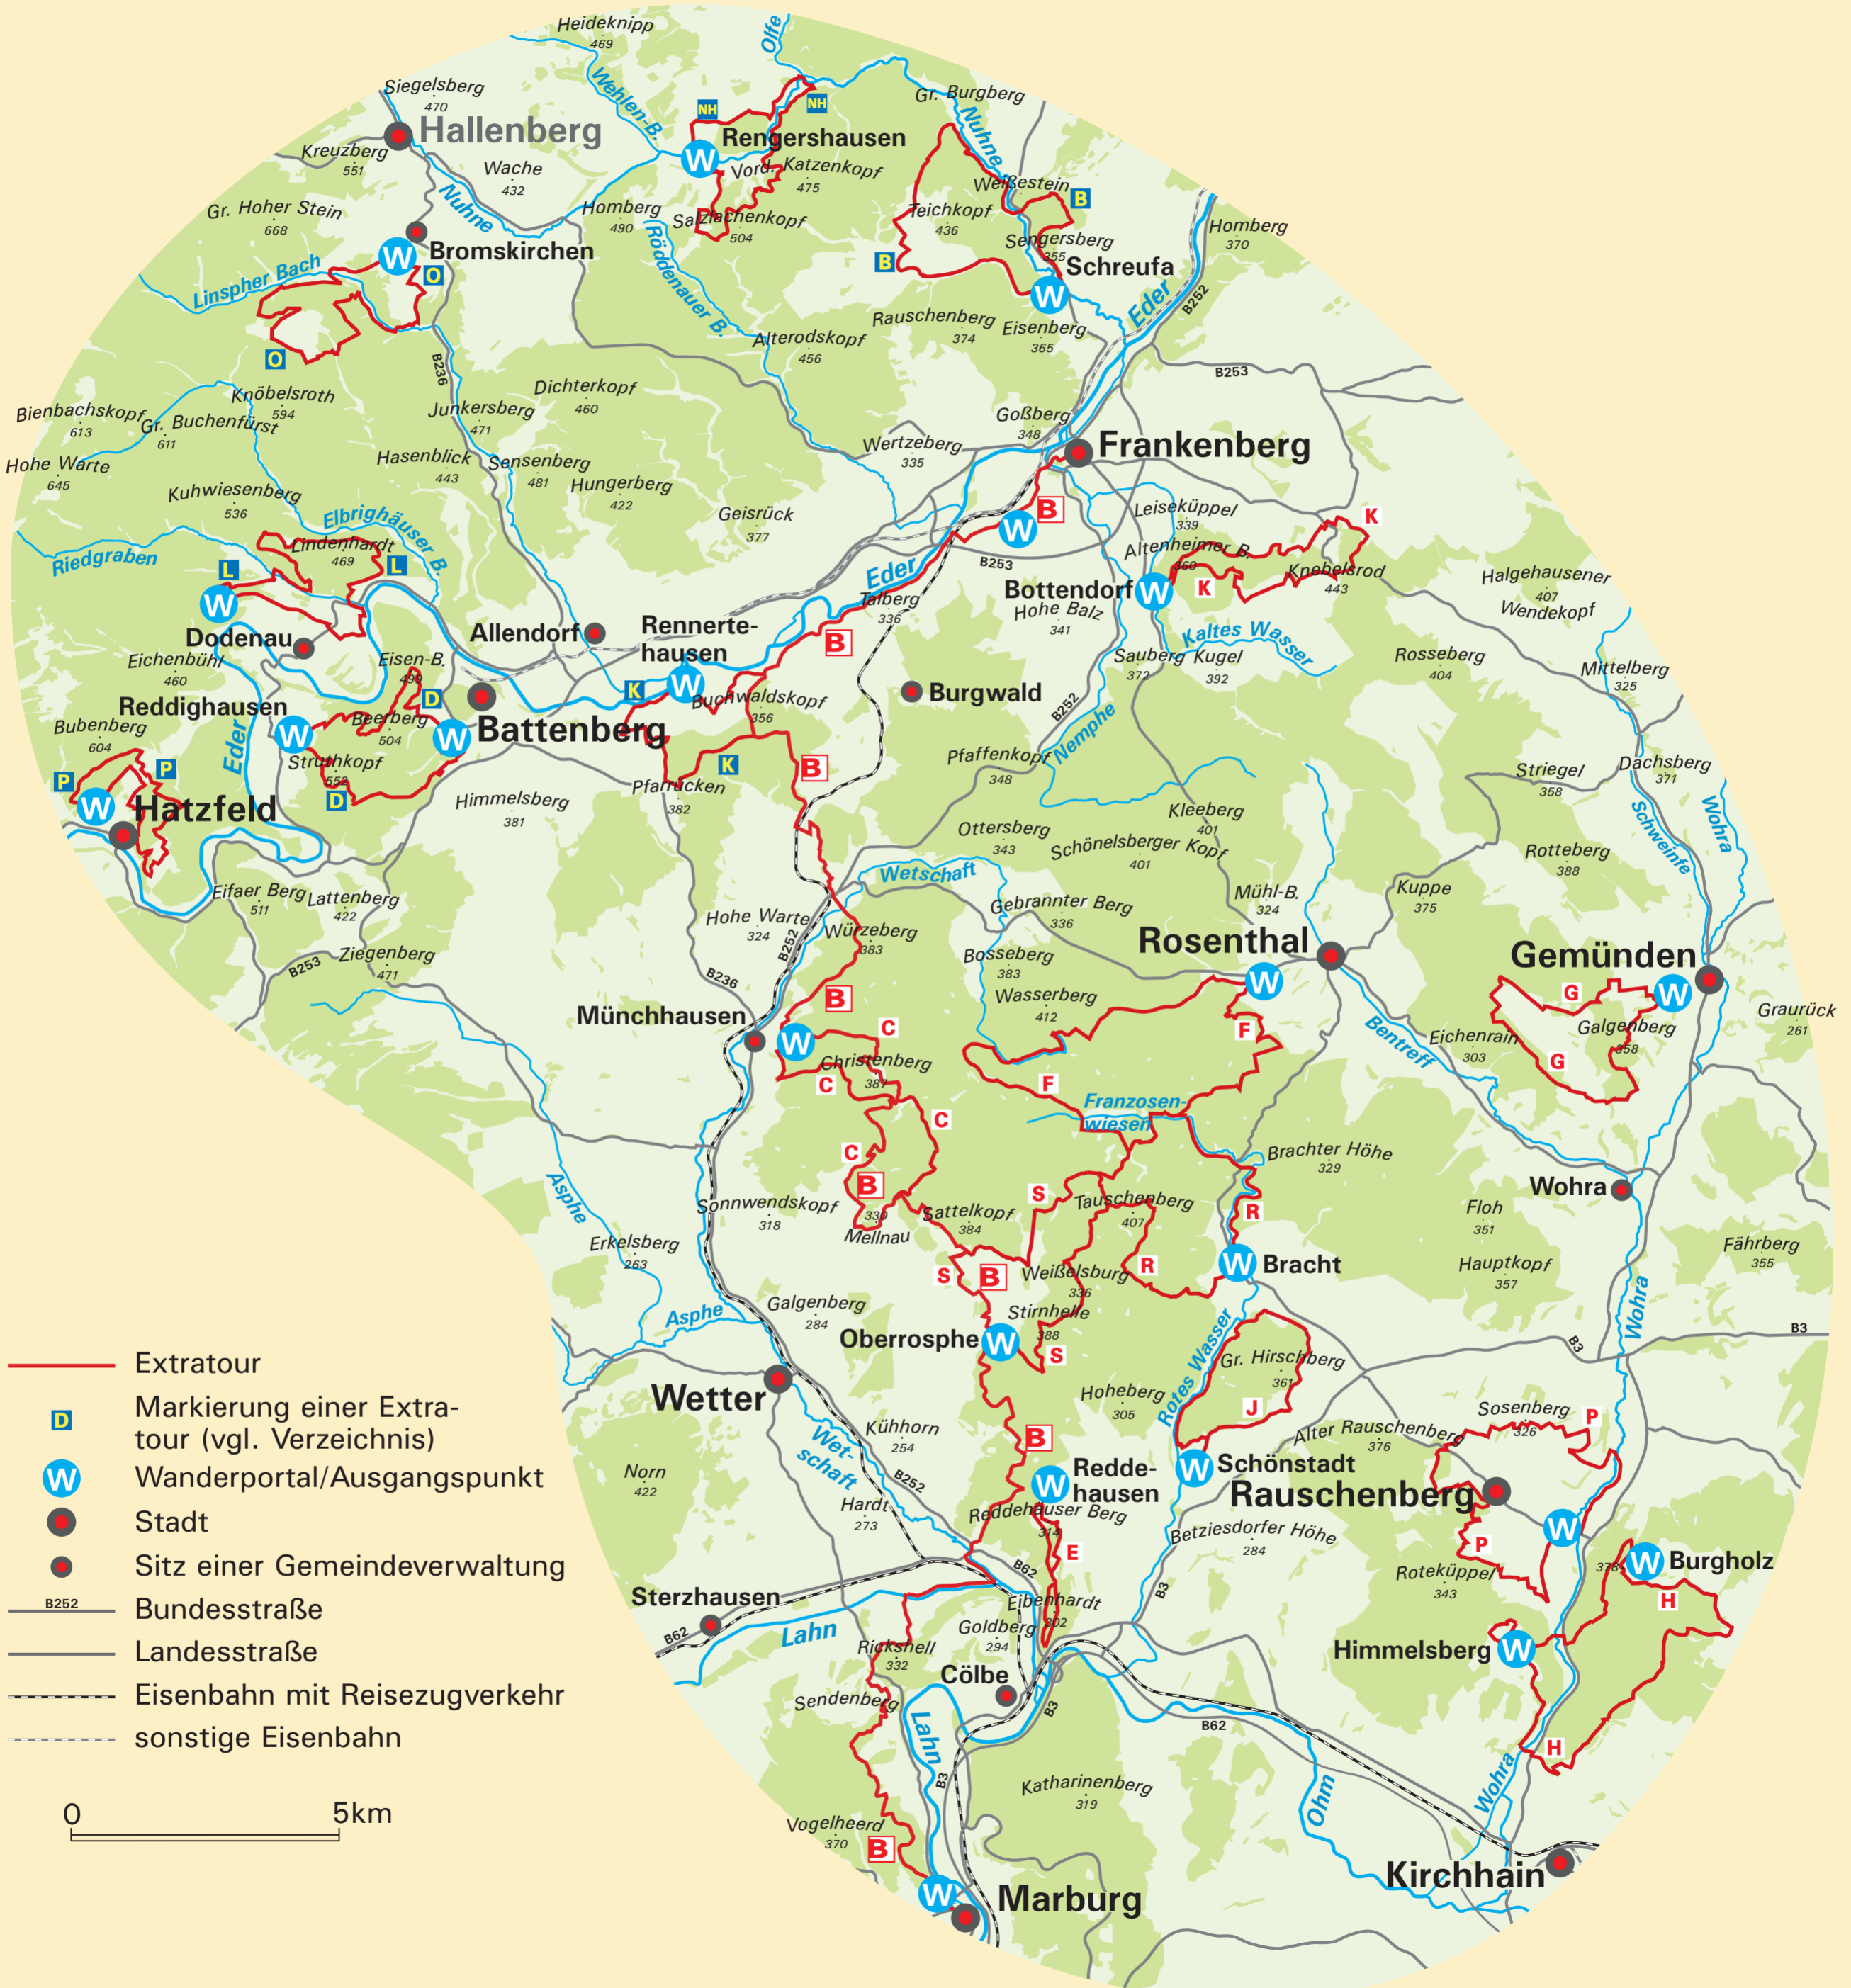 Heideknipp
469
Olfe
Wehlen-B.
Siegelsberg
470
Hallenberg
NH
NH
Gr. Burgberg
Nuhne
Rengershausen
W
Kreuzberg
551
Wache
432
Vord. Katzenkopf
475
Weißestein
B
Nuhne
Gr. Hoher Stein
668
Homberg
490
Salzlachenkopf
504
Teichkopf
436
Homberg
370
Bromskirchen
W
O
Röddenauer B.
Sengersberg
355
B
Schreufa
W
Linspher Bach
Eder
B252
Rauschenberg
374
Eisenberg
365
Alterodskopf
456
O
B236
B253
Knöbelsroth
594
Dichterkopf
460
Bienbachskopf
613
Gr. Buchenfürst
611
Junkersberg
471
Goßberg
348
Frankenberg
Wertzeberg
335
Hohe Warte
645
Hasenblick
443
Sensenberg
481
Hungerberg
422
Kuhwiesenberg
536
Geisrück
377
B
W
Leiseküppel
339
K
Elbrighäuser B.
Riedgraben
Lindenhardt
469
L
L
W
Altenheimer B.
360
Knebelsrod
443
B253
Eder
Bottendorf
W
K
Halgehausener
407
Wendekopf
Talberg
336
Hohe Balz
341
Dodenau
Allendorf
Rennerte-
hausen
B
Kaltes Wasser
Eichenbühl
460
Eisen-B.
499
Sauberg
372
Kugel
392
Rosseberg
404
Mittelberg
325
K
W
D
Burgwald
Buchwaldskopf
356
B252
Nemphe
Reddighausen
W
Beerberg
504
W
Battenberg
Bubenberg
604
Eder
P
P
W
Struthkopf
552
D
K
B
Pfaffenkopf
348
Striegel
358
Dachsberg
371
Pfarrücken
382
Hatzfeld
Himmelsberg
381
Kleeberg
401
Schweinfe
Wohra
Ottersberg
343
Schönelsberger Kopf
401
Rotteberg
388
Wetschaft
Eifaer Berg
511
Lattenberg
422
Mühl-B.
324
Kuppe
375
Hohe Warte
324
Gebrannter Berg
336
Würzeberg
383
Rosenthal
W
Gemünden
W
B252
Ziegenberg
471
B253
B236
Bosseberg
383
Wasserberg
412
B
G
Graurück
261
Münchhausen
W
C
F
Bentreff
Eichenrain
303
Galgenberg
358
G
Christenberg
387
C
F
Franzosen-
wiesen
C
C
Brachter Höhe
329
Asphe
B
S
Wohra
Sonnwendskopf
318
330
Mellnau
Sattelkopf
384
Tauschenberg
407
R
Floh
351
Erkelsberg
263
Fährberg
355
S
B
Weißelsburg
336
R
W
Bracht
Hauptkopf
357
Galgenberg
284
Asphe
Stirnhelle
388
Wohra
Oberrosphe
W
S
B3
B3
Rotes Wasser
Gr. Hirschberg
361
Wetter
Hoheberg
305
J
Kühhorn
254
B
Alter Rauschenberg
376
Sosenberg
326
P
Wet-
schaft
Norn
422
B252
Redde-
hausen
W
W
Schönstadt
Rauschenberg
Hardt
273
Reddehäuser Berg
314
Betziesdorfer Höhe
284
W
P
E
B62
378
W
Burgholz
Roteküppel
343
H
Sterzhausen
B62
Lahn
Eibenhardt
302
B3
Goldberg
294
Rickshell
332
Himmelsberg
W
Cölbe
Sendenberg
Lahn
B3
B62
H
B3
Wohra
Katharinenberg
319
Ohm
Vogelheerd
370
B
Kirchhain
W
Marburg
Extratour
D
Markierung einer Extra-
tour (vgl. Verzeichnis)
W
Wanderportal/Ausgangspunkt
Stadt
Sitz einer Gemeindeverwaltung
B252
Bundesstraße
Landesstraße
Eisenbahn mit Reisezugverkehr
sonstige Eisenbahn
0
5km